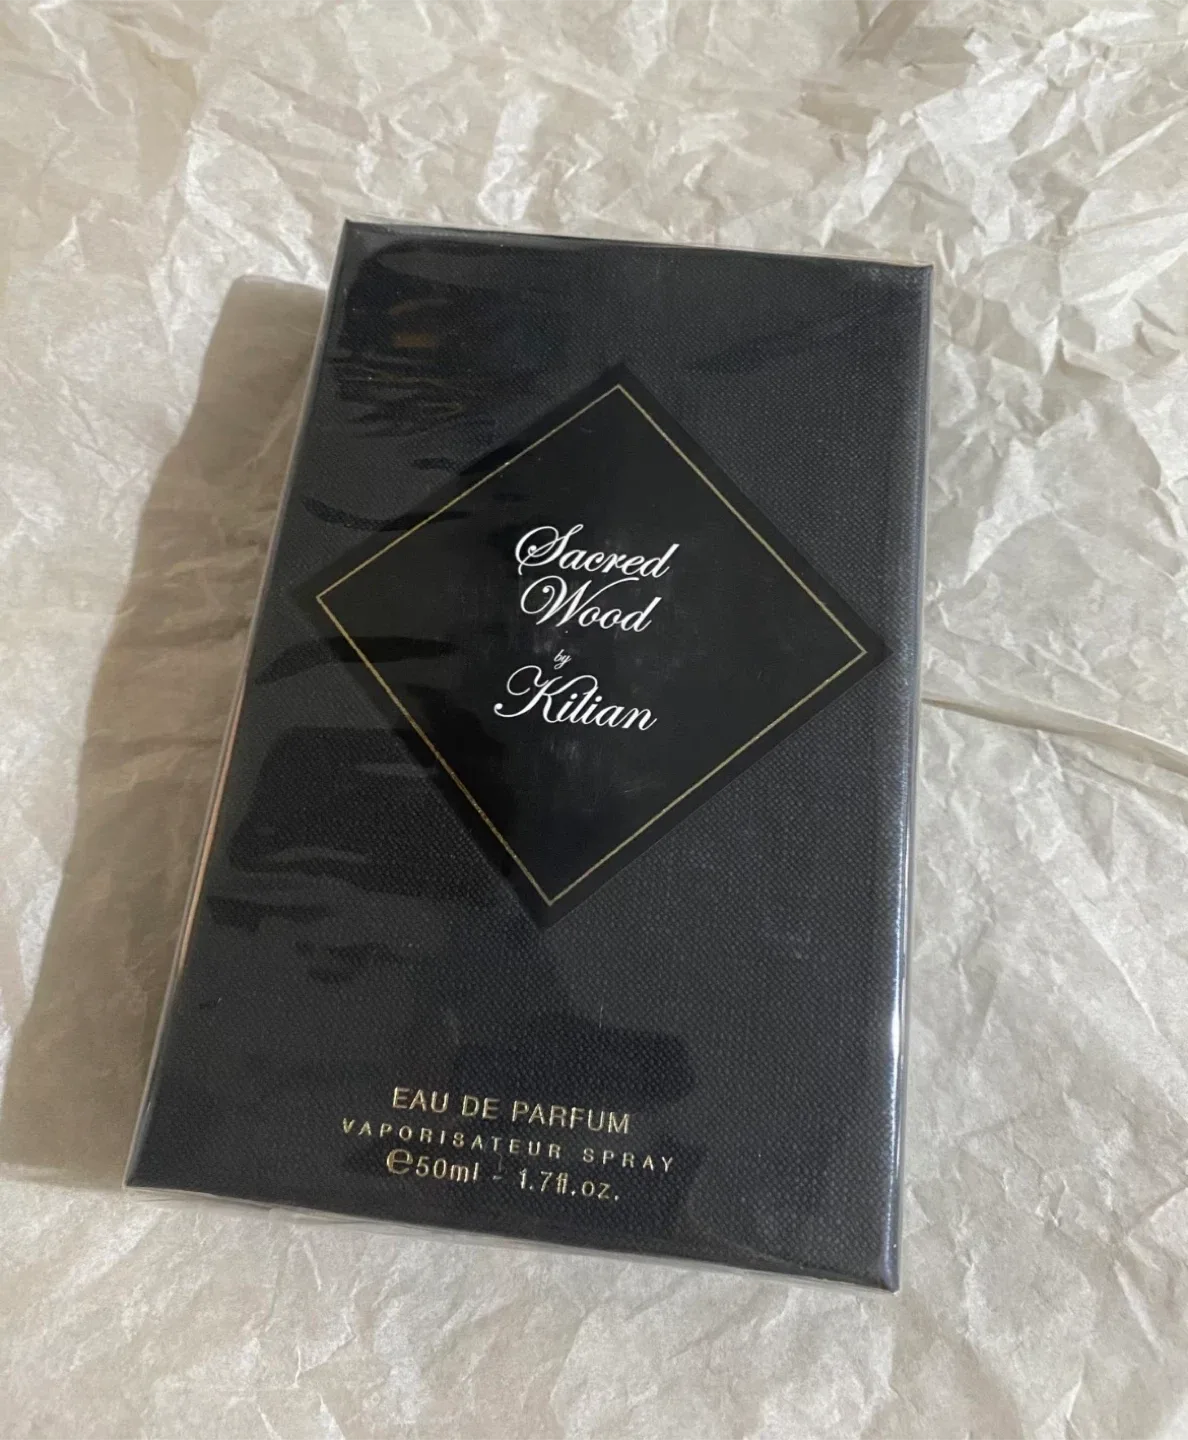 Sacred
Wood
by
Kilian
EAU DE PARFUM
VAPORISATEUR SPRAY
℮50ml - 1.7fl.oz.